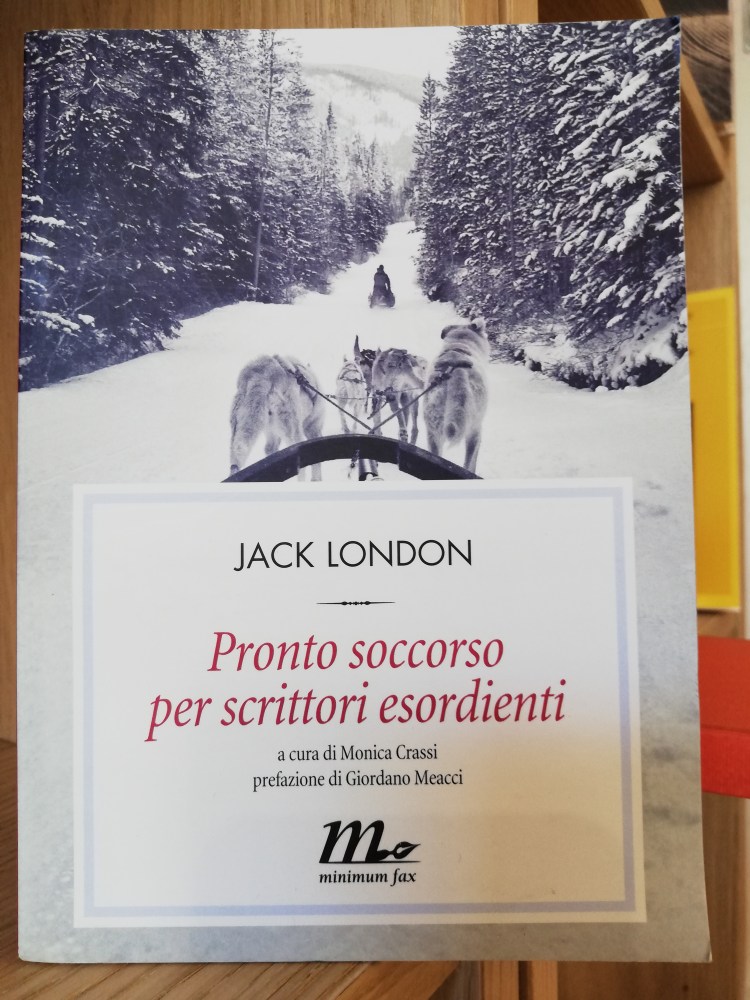 JACK LONDON
Pronto soccorso
per scrittori esordienti
a cura di Monica Crassi
prefazione di Giordano Meacci
minimum fax